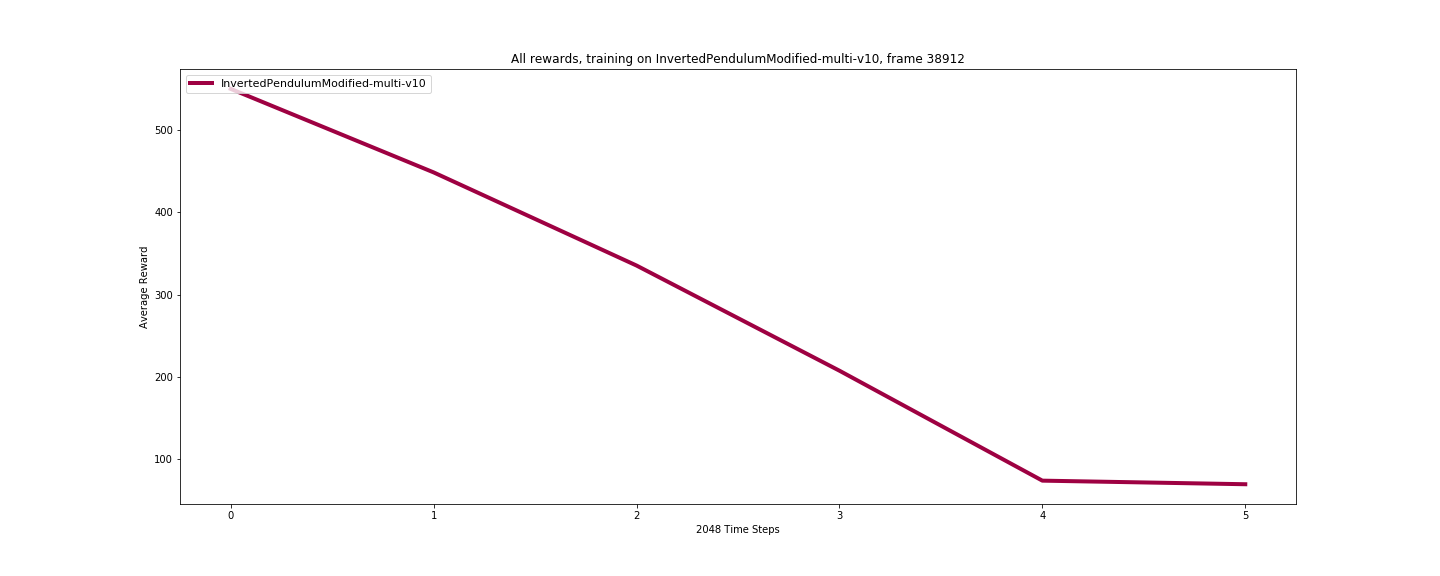 All rewards, training on InvertedPendulumModified-multi-v10, frame 38912
InvertedPendulumModified-multi-v10
500
400
300
200
100
Average Reward
0 1 2 3 4 5
2048 Time Steps